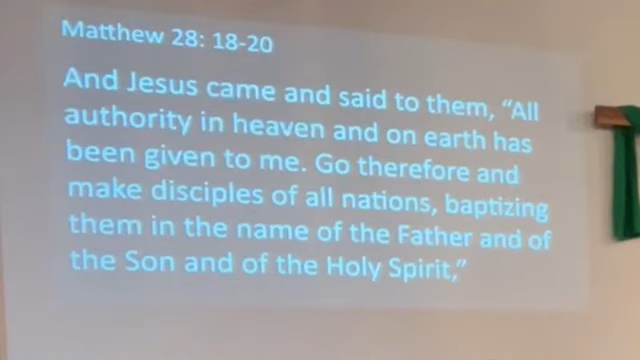 Matthew 28: 18-20
And Jesus came and said to them, “All
authority in heaven and on earth has
been given to me. Go therefore and
make disciples of all nations, baptizing
them in the name of the Father and of
the Son and of the Holy Spirit,”